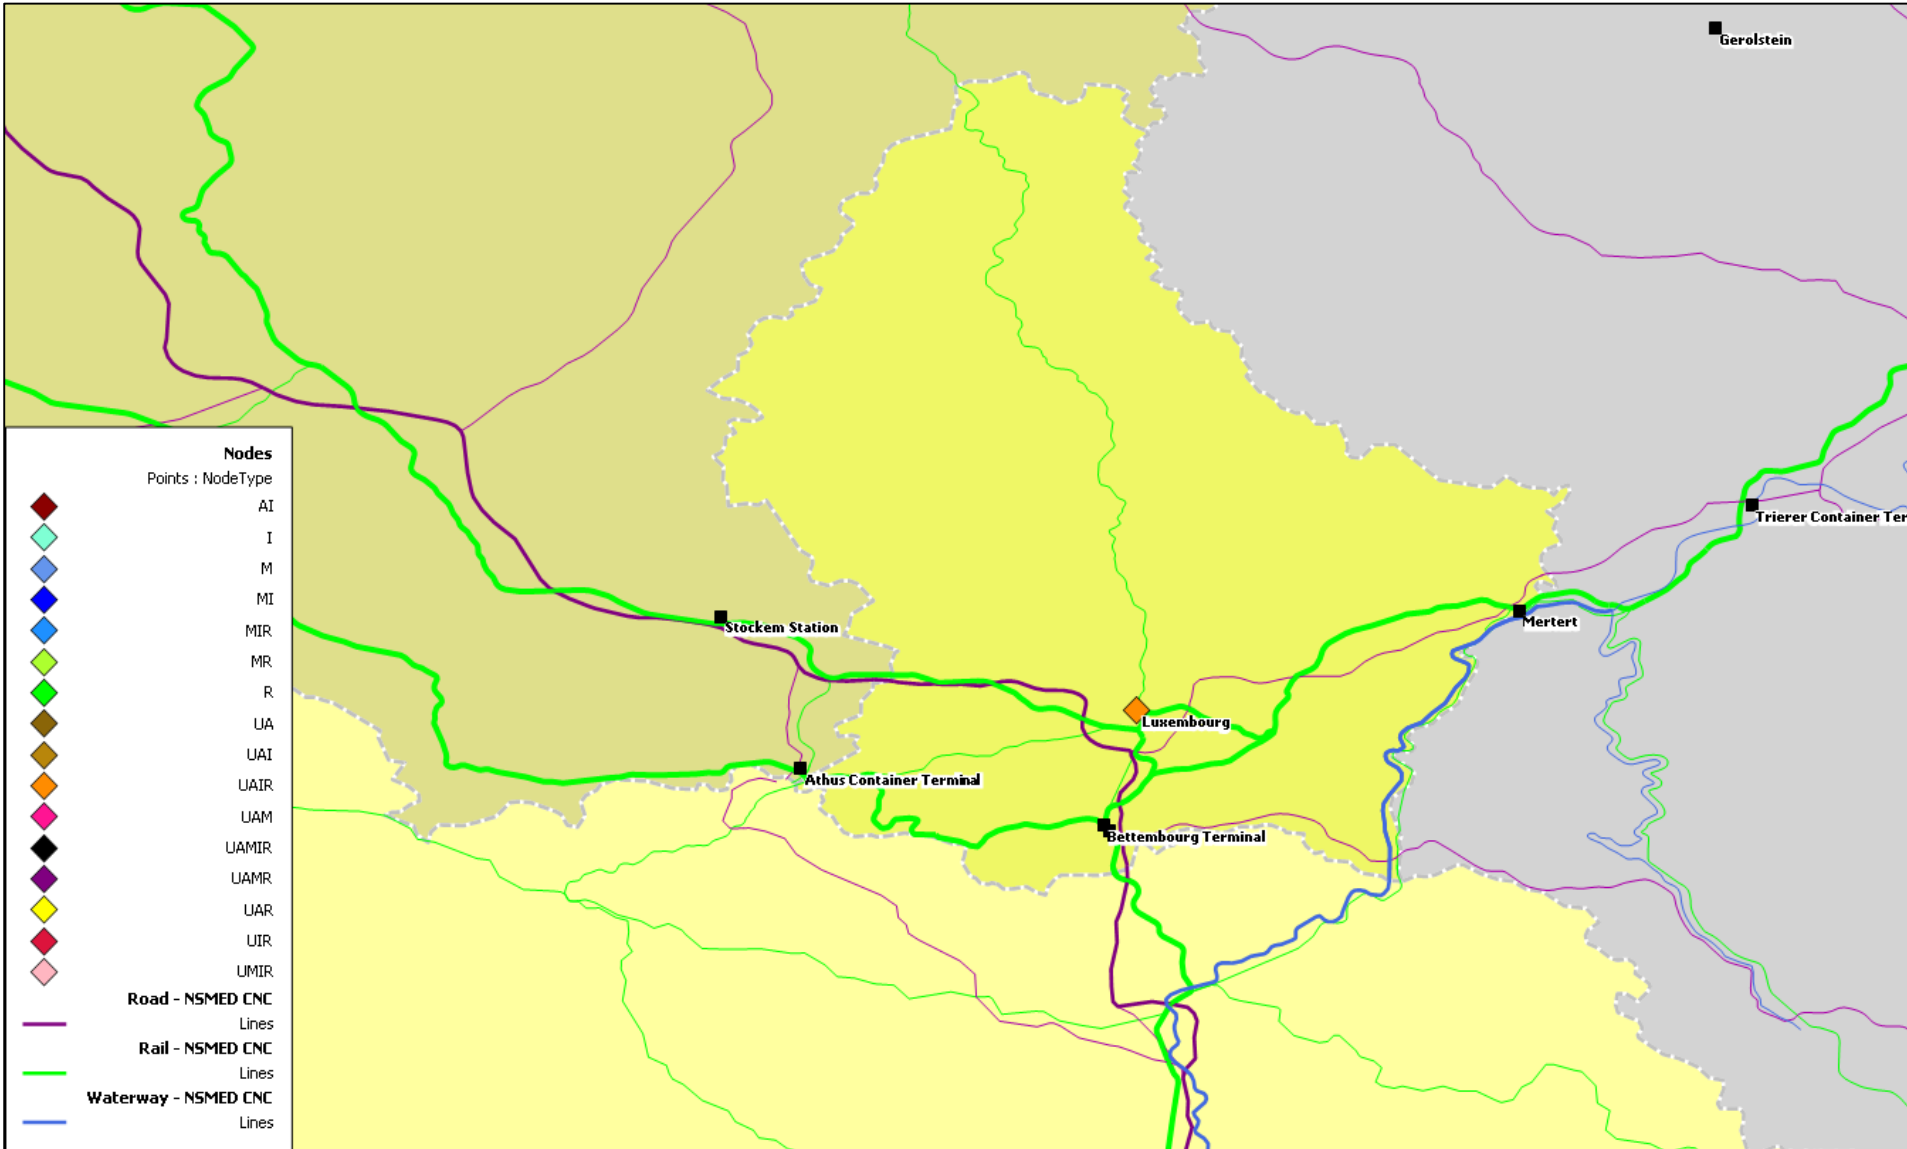 Gerolstein
Trierer Container Ter
Stockem Station
Mertert
Luxembourg
Athus Container Terminal
Bettembourg Terminal
Nodes
Points : NodeType
AI
I
M
MI
MIR
MR
R
UA
UAI
UAIR
UAM
UAMIR
UAMR
UAR
UIR
UMIR
Road - NSMED CNC
Lines
Rail - NSMED CNC
Lines
Waterway - NSMED CNC
Lines